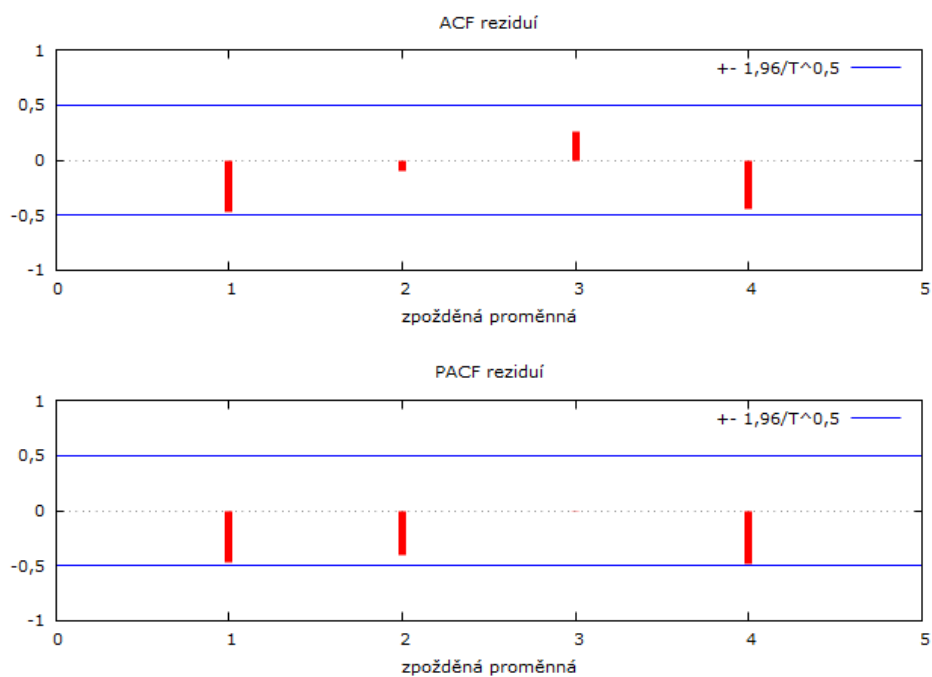 ACF reziduí
1
+- 1,96/T^0,5
0,5
0
-0,5
-1
0 1 2 3 4 5
zpožděná proměnná
PACF reziduí
1
+- 1,96/T^0,5
0,5
0
-0,5
-1
0 1 2 3 4 5
zpožděná proměnná